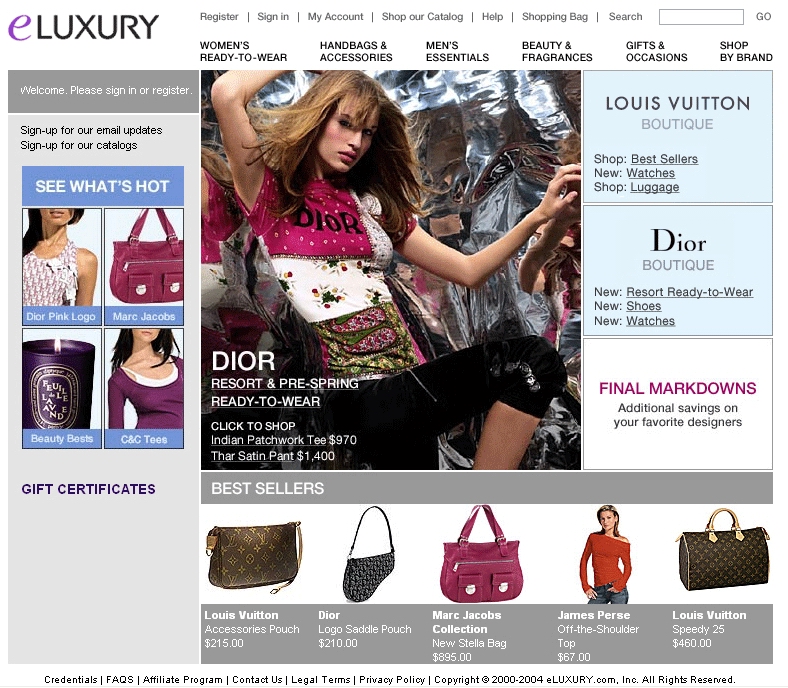 eLUXURY
Register | Sign in | My Account | Shop our Catalog | Help | Shopping Bag | Search GO
WOMEN'S
READY-TO-WEAR
HANDBAGS &
ACCESSORIES
MEN'S
ESSENTIALS
BEAUTY &
FRAGRANCES
GIFTS &
OCCASIONS
SHOP
BY BRAND
Welcome. Please sign in or register.
Sign-up for our email updates
Sign-up for our catalogs
SEE WHAT'S HOT
Dior Pink Logo
Marc Jacobs
FEUILLE
de
LAVANDE
Beauty Bests
C&C Tees
GIFT CERTIFICATES
DIOR
DIOR
RESORT & PRE-SPRING
READY-TO-WEAR
CLICK TO SHOP
Indian Patchwork Tee $970
Thar Satin Pant $1,400
LOUIS VUITTON
BOUTIQUE
Shop: Best Sellers
New: Watches
Shop: Luggage
Dior
BOUTIQUE
New: Resort Ready-to-Wear
New: Shoes
New: Watches
FINAL MARKDOWNS
Additional savings on
your favorite designers
BEST SELLERS
Louis Vuitton
Accessories Pouch
$215.00
Dior
Logo Saddle Pouch
$210.00
Marc Jacobs
Collection
New Stella Bag
$895.00
James Perse
Off-the-Shoulder
Top
$67.00
Louis Vuitton
Speedy 25
$460.00
Credentials | FAQS | Affiliate Program | Contact Us | Legal Terms | Privacy Policy | Copyright © 2000-2004 eLUXURY.com, Inc. All Rights Reserved.